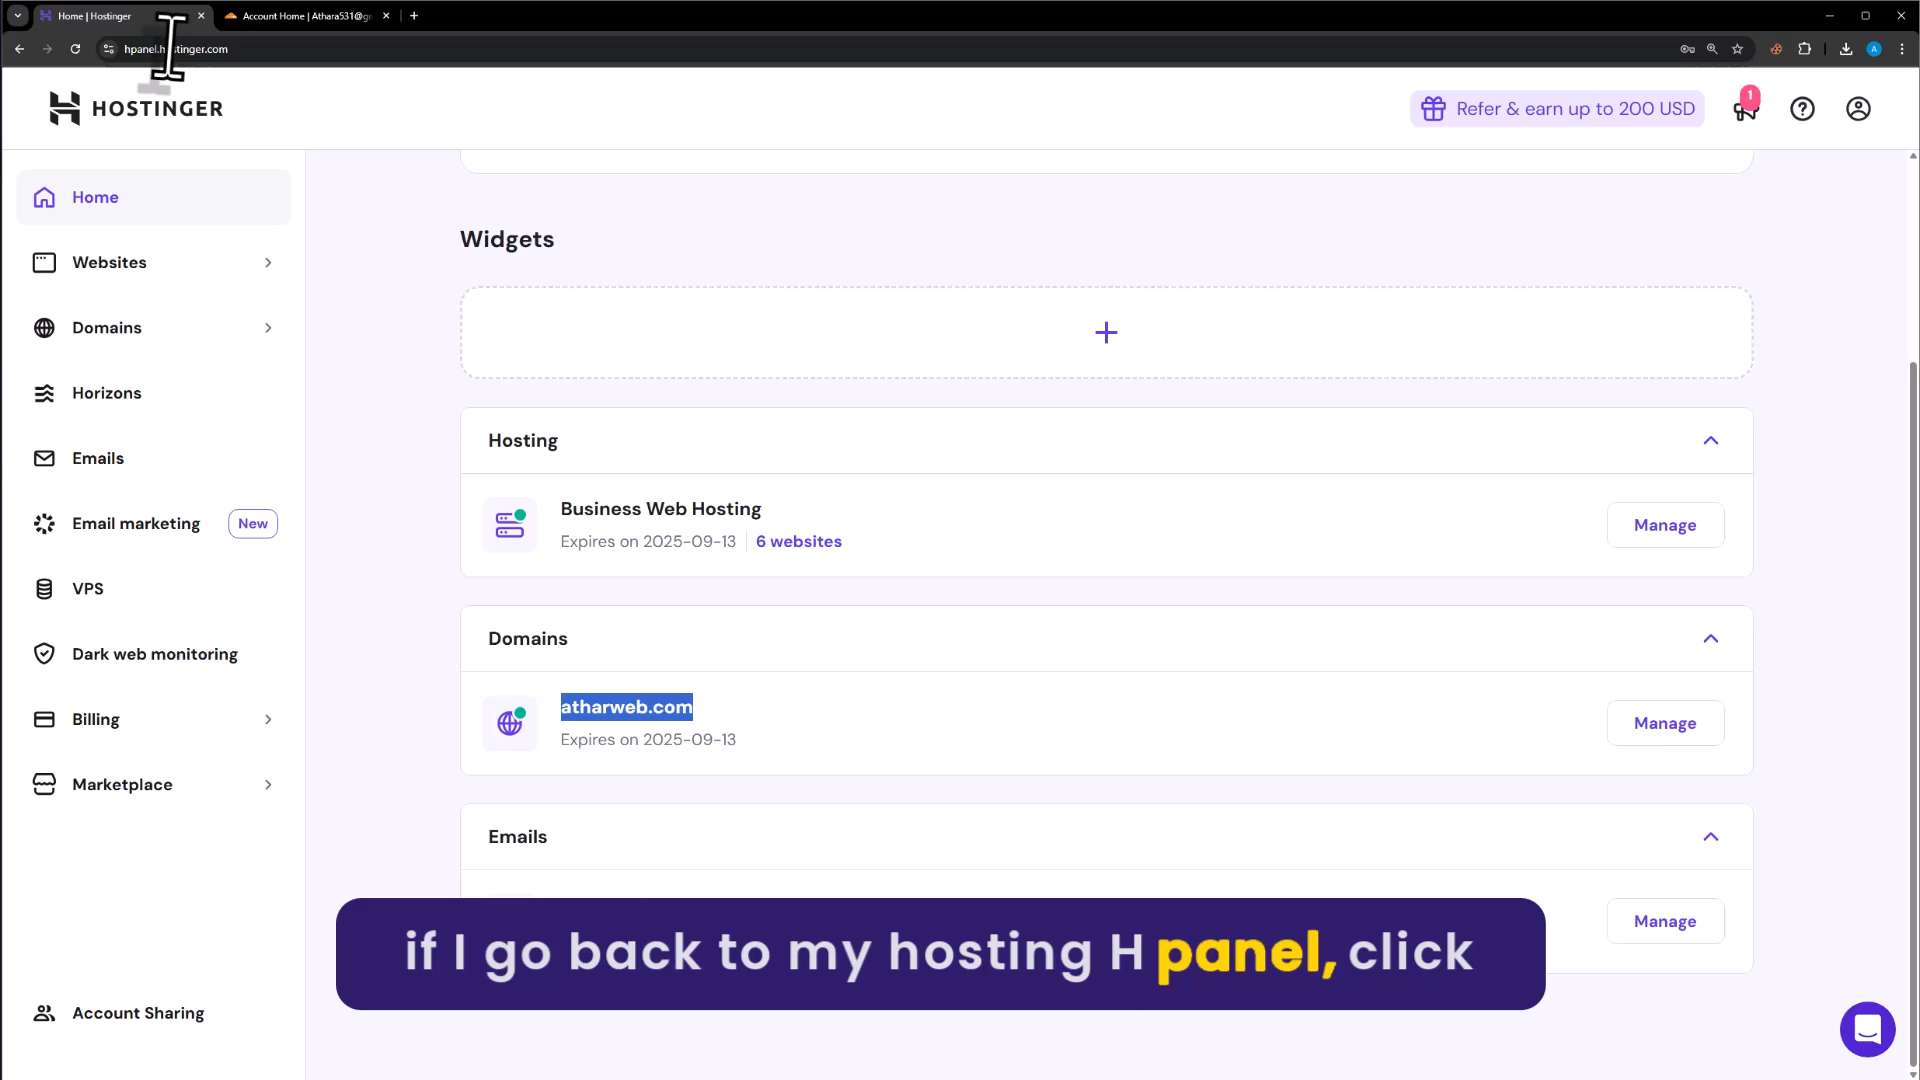 Home | Hostinger
Account Home | Athara531@g
hpanel.hostinger.com
HOSTINGER
Refer & earn up to 200 USD
1
A
Home
Websites
Domains
Horizons
Emails
Email marketing
New
VPS
Dark web monitoring
Billing
Marketplace
Account Sharing
Widgets
Hosting
Business Web Hosting
Expires on 2025-09-13
6 websites
Manage
Domains
atharweb.com
Expires on 2025-09-13
Manage
Emails
Manage
if I go back to my hosting H panel, click